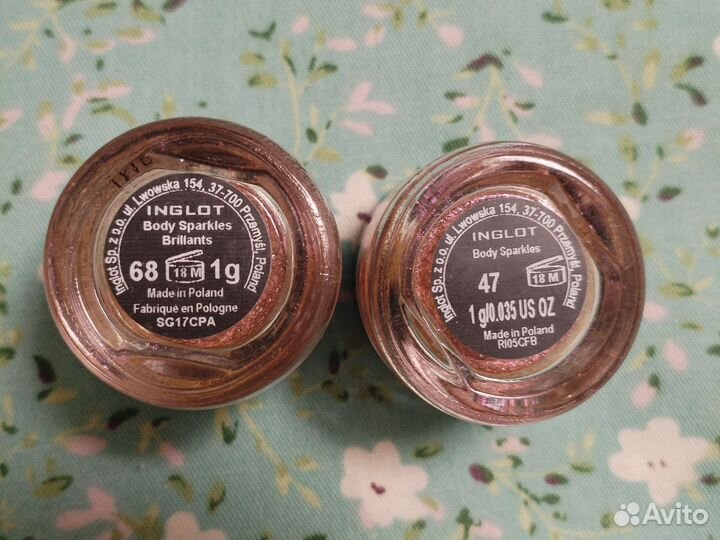 Inglot Sp. z o.o. ul. Lwowska 154, 37-700 Przemyśl, Poland
INGLOT
Body Sparkles
Brillants
68 18 M 1g
Made in Poland
Fabriqué en Pologne
SG17CPA
Inglot Sp. z o.o. ul. Lwowska 154, 37-700 Przemyśl, Poland
INGLOT
Body Sparkles
47 18 M
1 g/0.035 US OZ
Made in Poland
RI05CFB
Avito